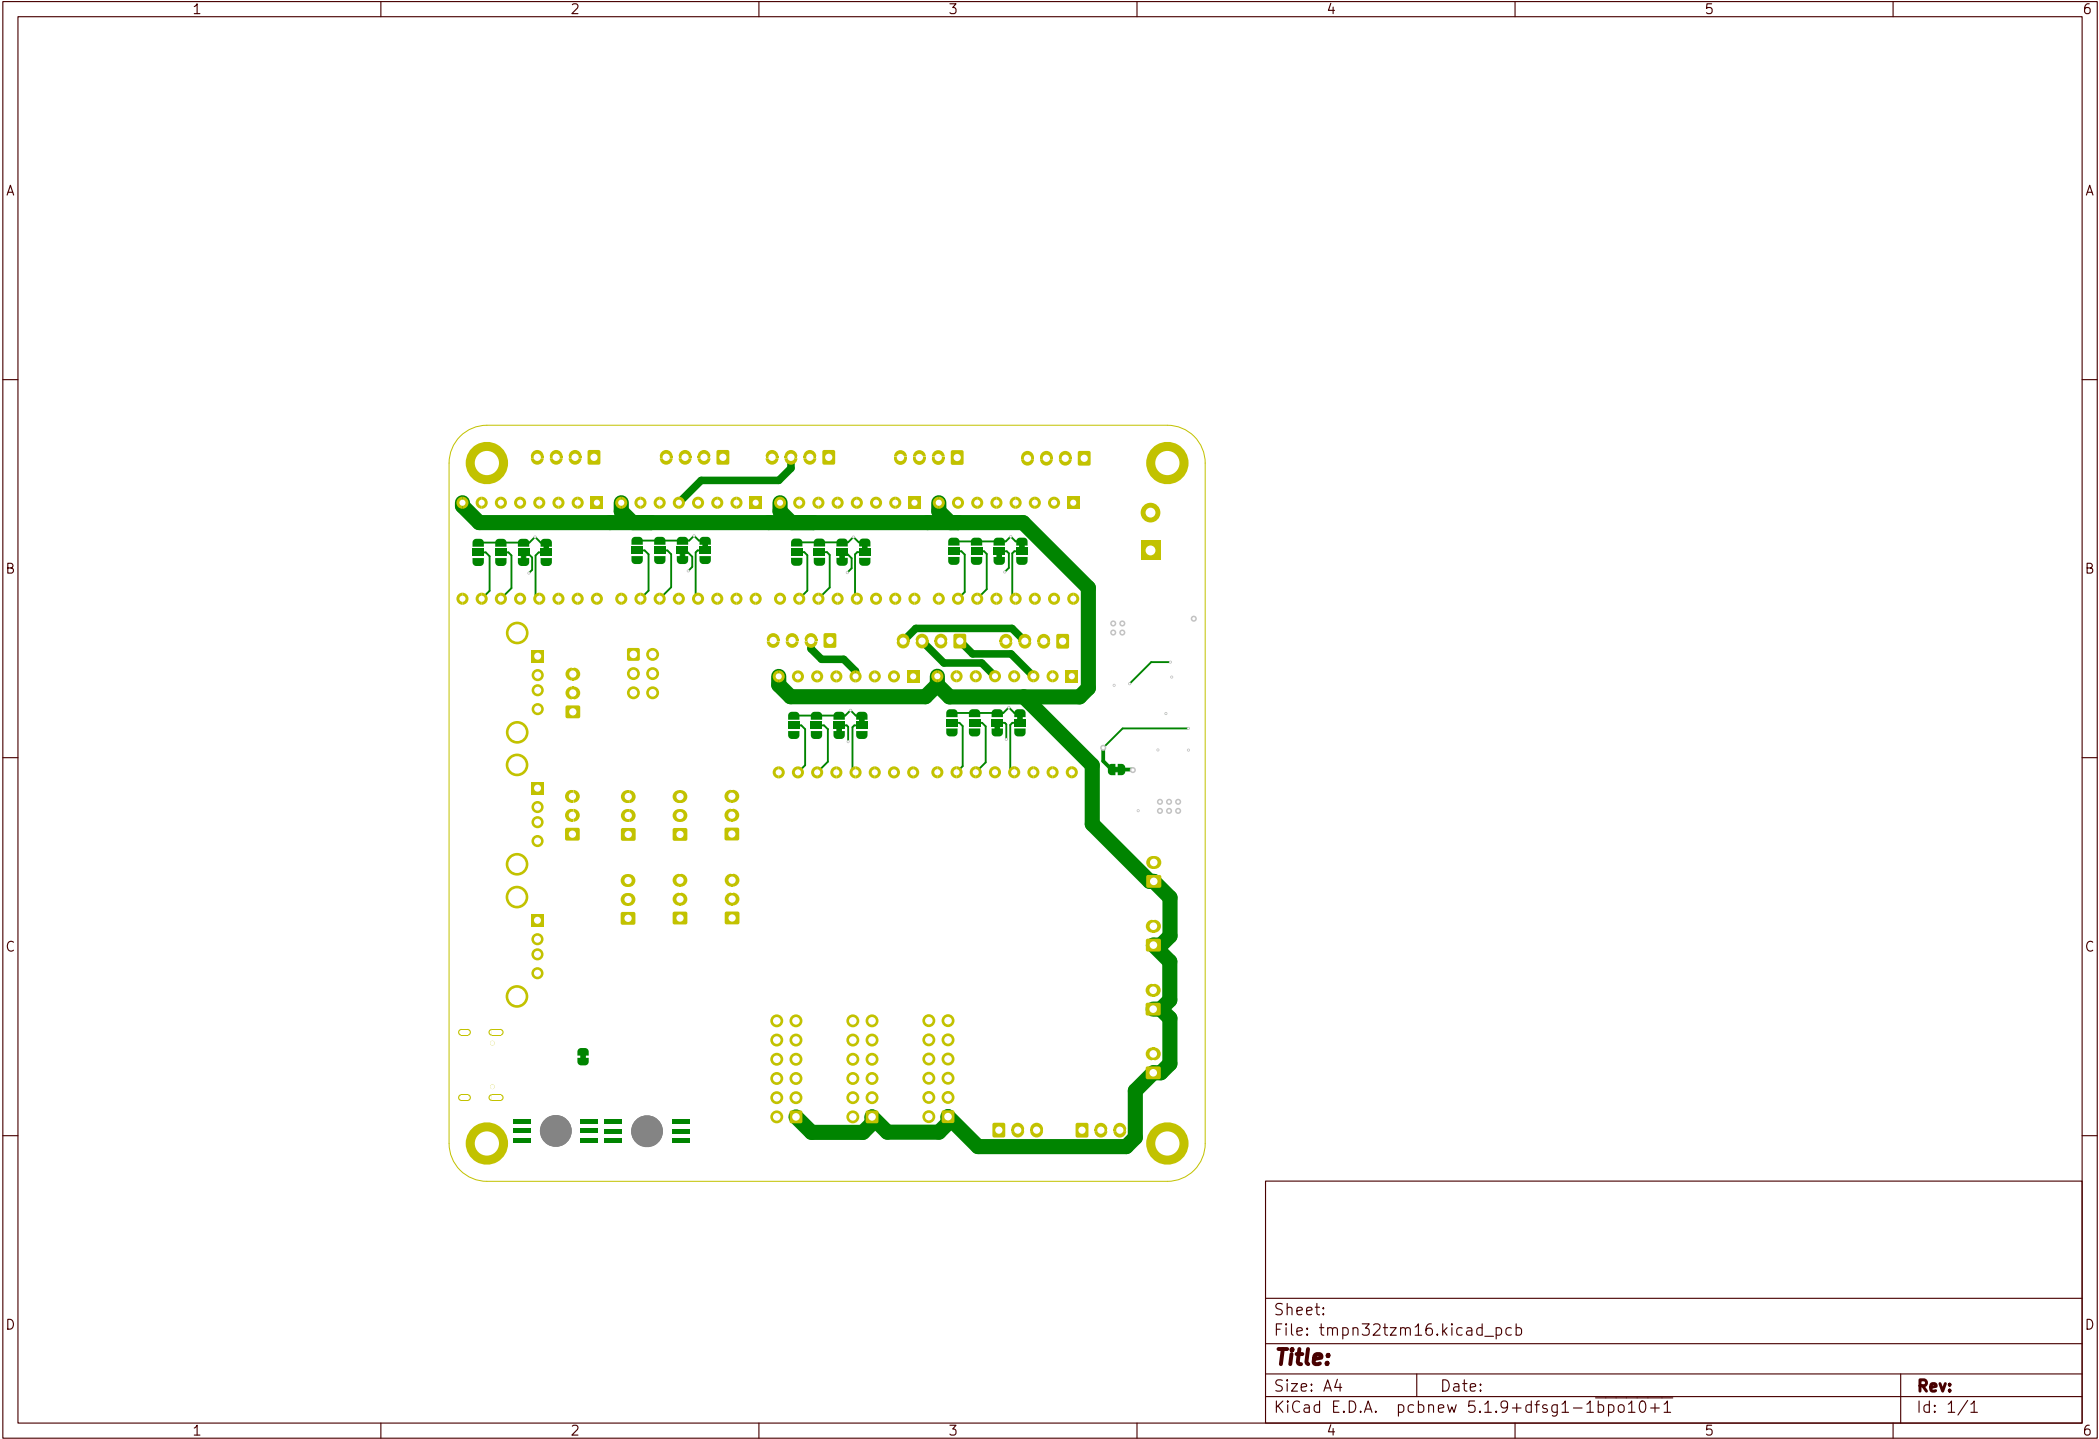 1 2 3 4 5 6
A A
B B
C C
D D
Sheet:
File: tmpn32tzm16.kicad_pcb
Title:
Size: A4 Date: Rev:
KiCad E.D.A. pcbnew 5.1.9+dfsg1-1bpo10+1 Id: 1/1
1 2 3 4 5 6